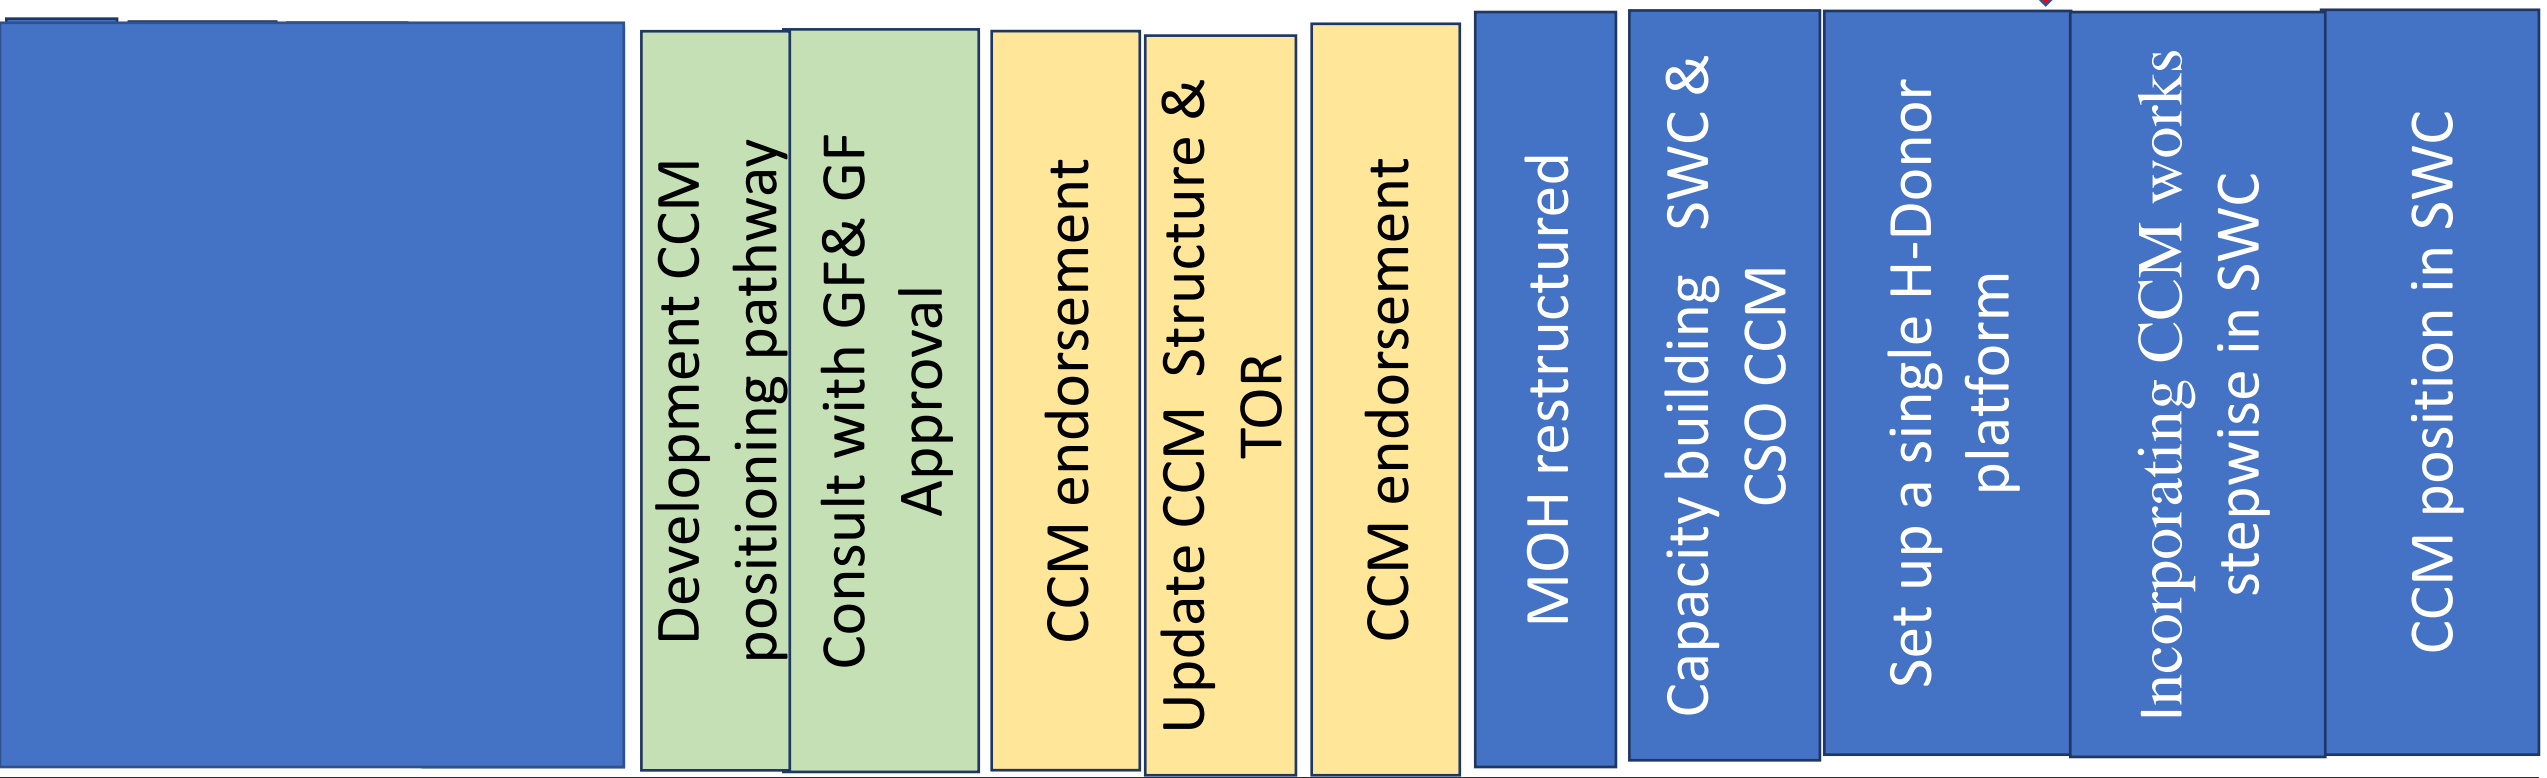 Development CCM
positioning pathway
Consult with GF& GF
Approval
CCM endorsement
Update CCM  Structure &
TOR
CCM endorsement
MOH restructured
Capacity building   SWC &
CSO CCM
Set up a single H-Donor
platform
Incorporating CCM works
stepwise in SWC
CCM position in SWC